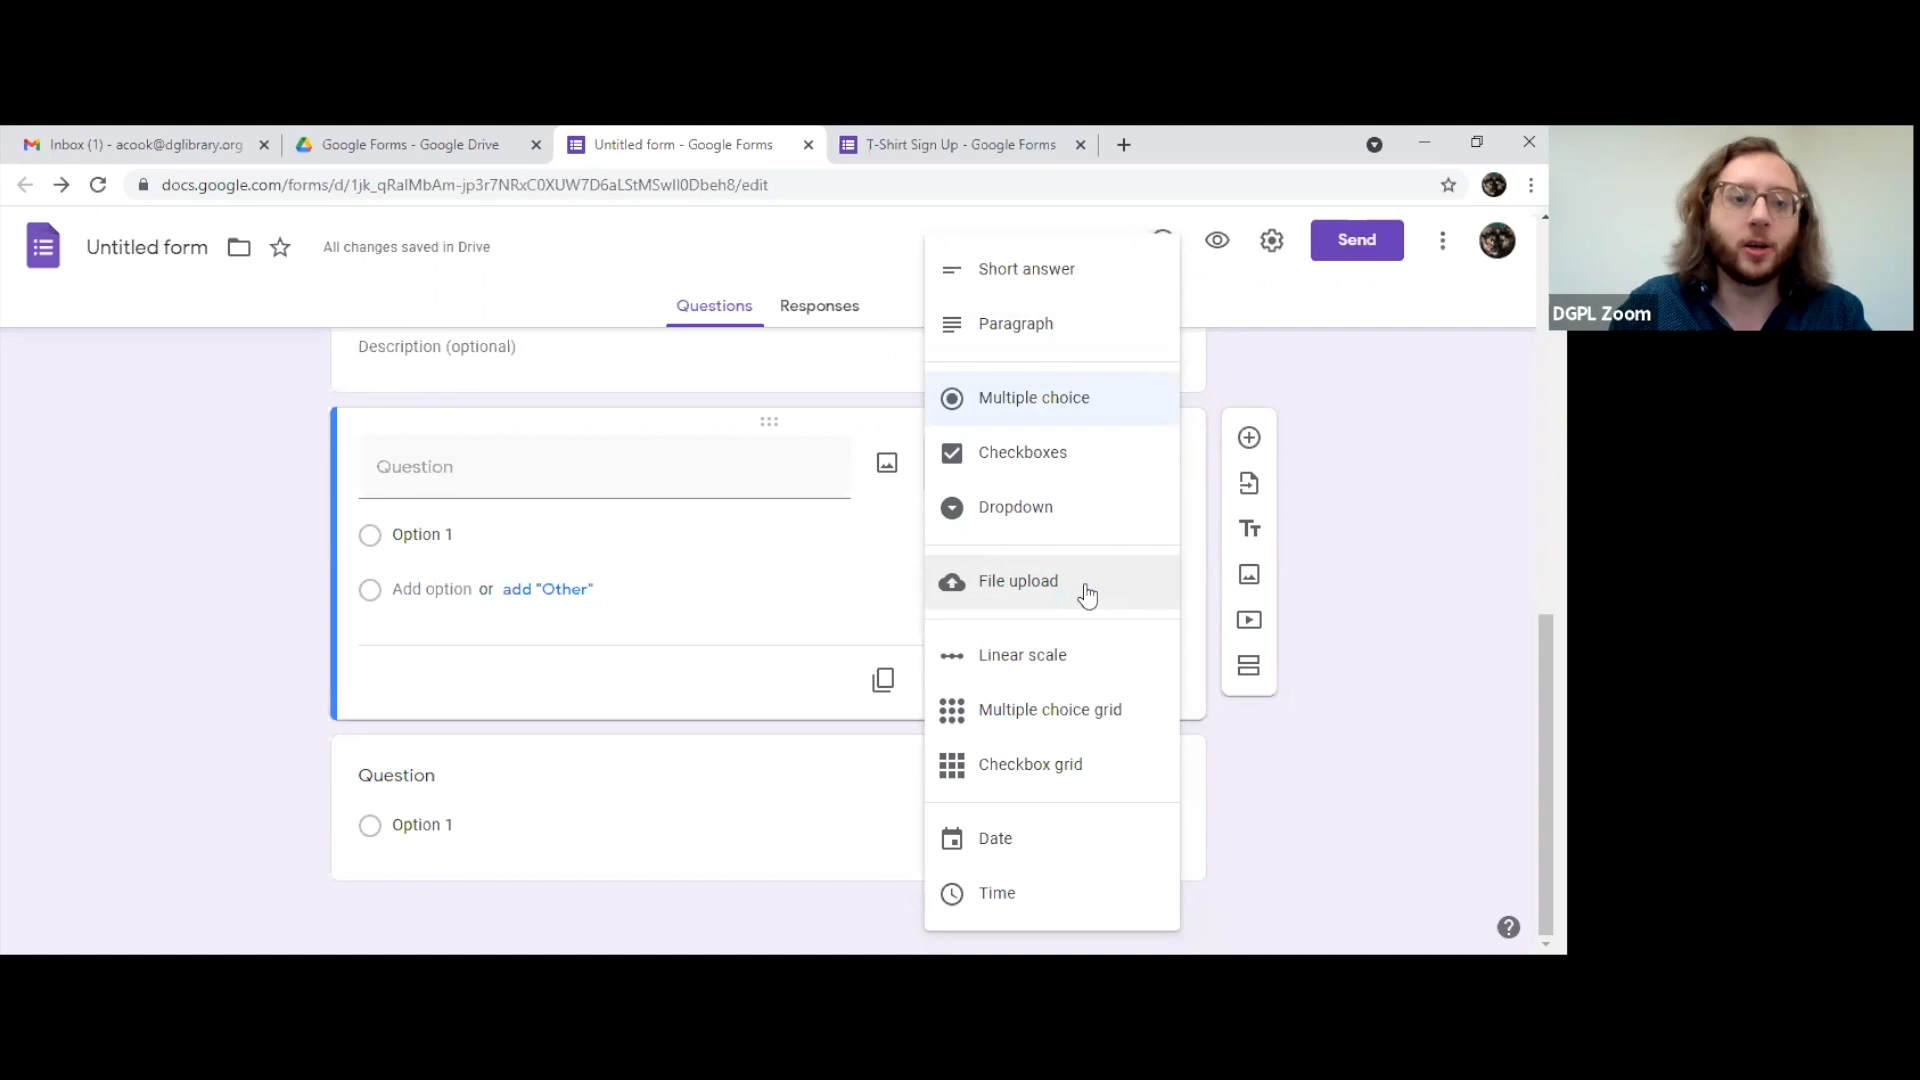 Inbox (1) - acook@dglibrary.org
Google Forms - Google Drive
Untitled form - Google Forms
T-Shirt Sign Up - Google Forms
docs.google.com/forms/d/1jk_qRaIMbAm-jp3r7NRxC0XUW7D6aLStMSwII0Dbeh8/edit
Untitled form
All changes saved in Drive
Send
Questions
Responses
Description (optional)
Question
Option 1
Add option or add "Other"
Question
Option 1
Short answer
Paragraph
Multiple choice
Checkboxes
Dropdown
File upload
Linear scale
Multiple choice grid
Checkbox grid
Date
Time
Tт
DGPL Zoom